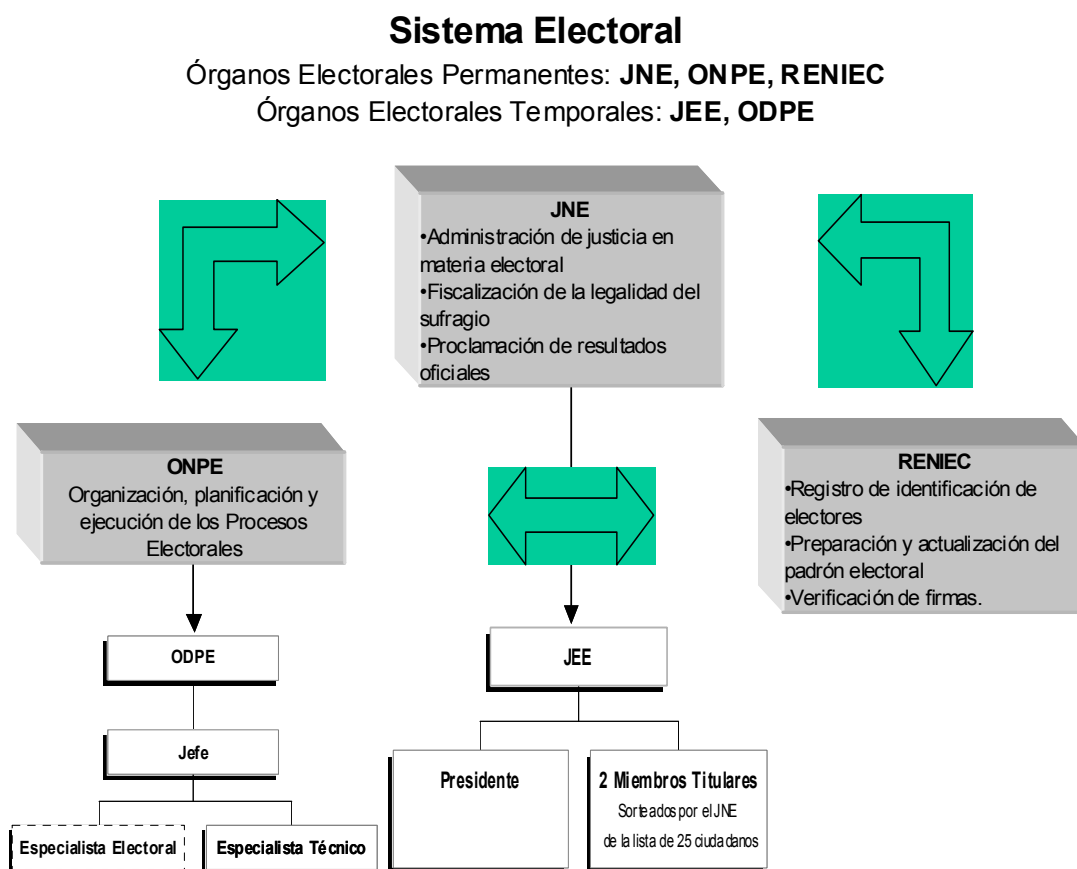 Sistema Electoral
Órganos Electorales Permanentes: JNE, ONPE, RENIEC
Órganos Electorales Temporales: JEE, ODPE
JNE
•Administración de justicia en
materia electoral
•Fiscalización de la legalidad del
sufragio
•Proclamación de resultados
oficiales
ONPE
Organización, planificación y
ejecución de los Procesos
Electorales
RENIEC
•Registro de identificación de
electores
•Preparación y actualización del
padrón electoral
•Verificación de firmas.
ODPE
JEE
Jefe
Presidente
2 Miembros Titulares
Sorteados por el JNE
de la lista de 25 ciudadanos
Especialista Electoral
Especialista Técnico